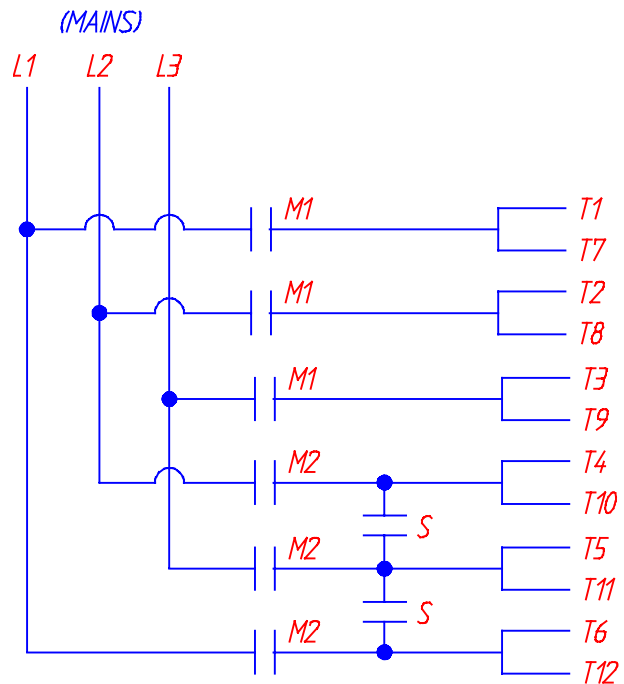 (MAINS)
L1 L2 L3
M1 T1
T7
M1 T2
T8
M1 T3
T9
M2 T4
T10
S
M2 T5
T11
S
M2 T6
T12